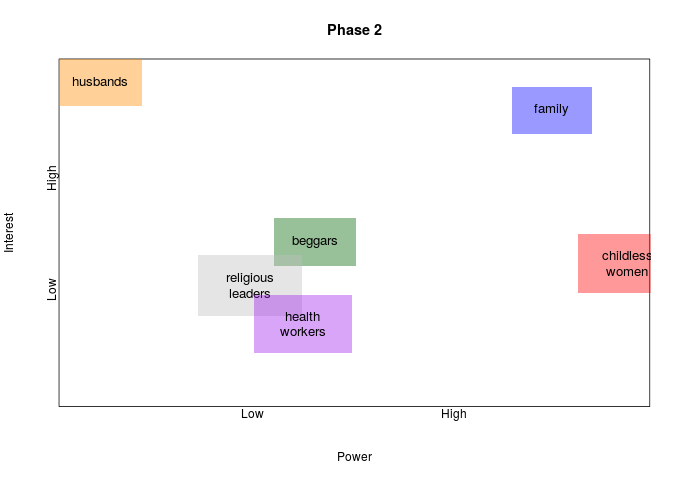 Phase 2
husbands
family
High
Interest
beggars
childless
women
religious
leaders
Low
health
workers
Low
High
Power